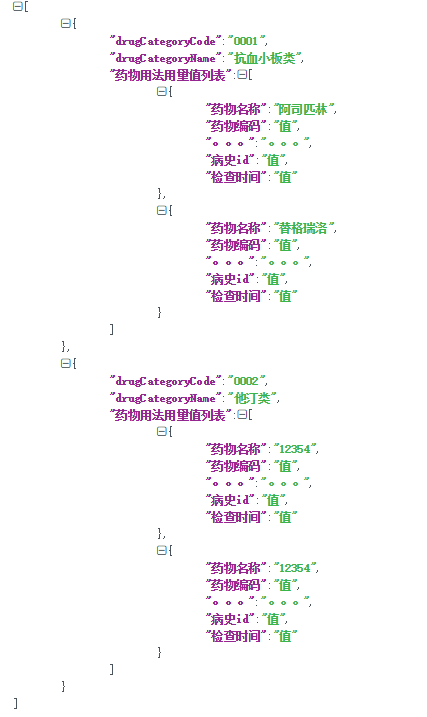 [
{
"drugCategoryCode":"0001",
"drugCategoryName":"抗血小板类",
"药物用法用量值列表":[
{
"药物名称":"阿司匹林",
"药物编码":"值",
"。。。":"。。。",
"病史id":"值",
"检查时间":"值"
},
{
"药物名称":"替格瑞洛",
"药物编码":"值",
"。。。":"。。。",
"病史id":"值",
"检查时间":"值"
}
]
},
{
"drugCategoryCode":"0002",
"drugCategoryName":"他汀类",
"药物用法用量值列表":[
{
"药物名称":"12354",
"药物编码":"值",
"。。。":"。。。",
"病史id":"值",
"检查时间":"值"
},
{
"药物名称":"12354",
"药物编码":"值",
"。。。":"。。。",
"病史id":"值",
"检查时间":"值"
}
]
}
]